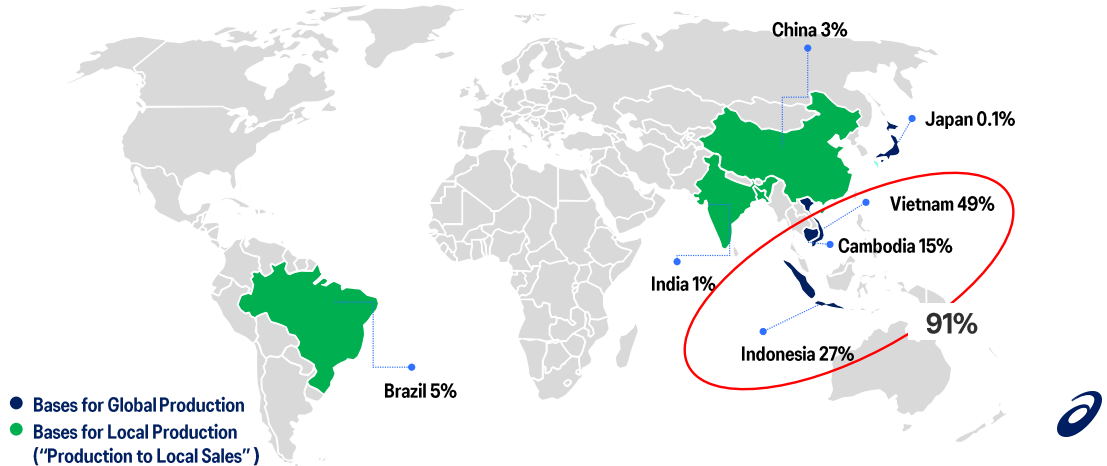 China 3%
Japan 0.1%
Vietnam 49%
Cambodia 15%
India 1%
91%
Indonesia 27%
Brazil 5%
Bases for Global Production
Bases for Local Production
(“Production to Local Sales” )